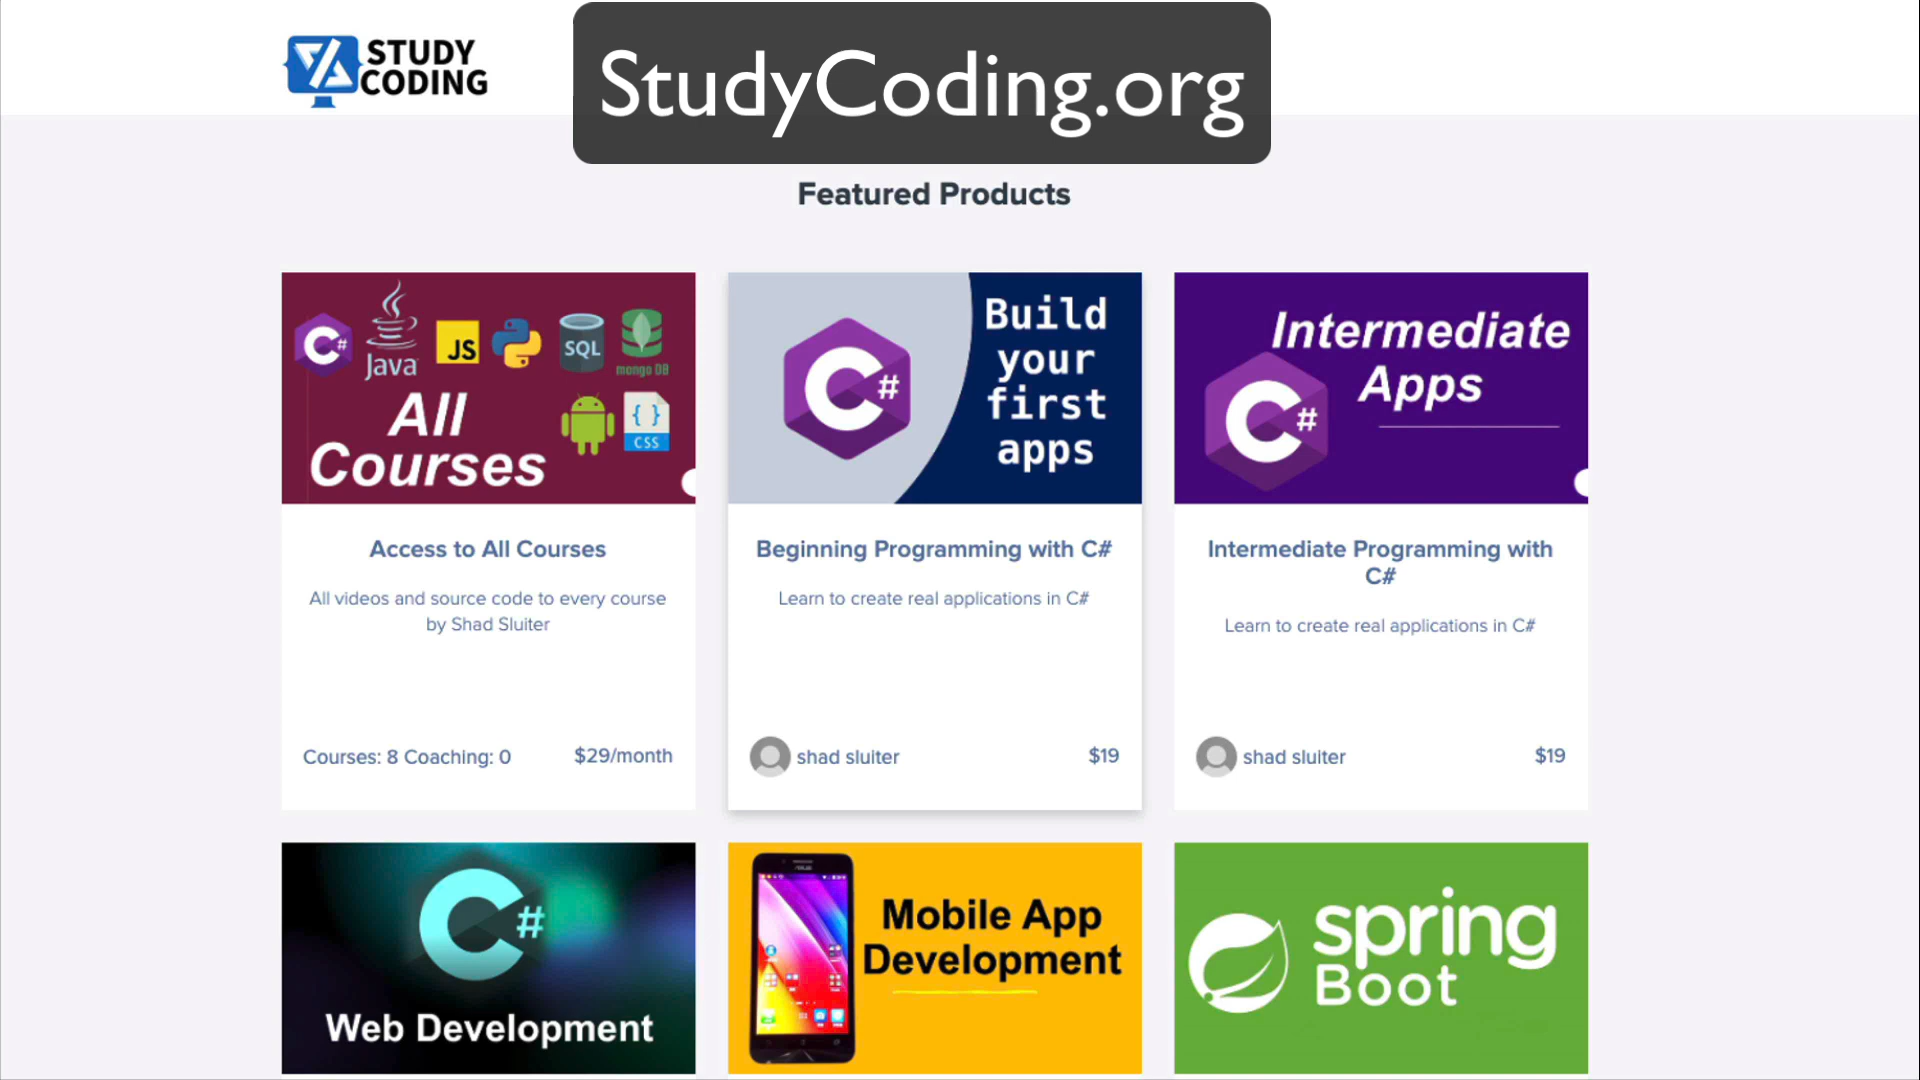 STUDY
CODING
StudyCoding.org
Featured Products
C#
Java
JS
SQL
mongo DB
{ }
CSS
All
Courses
Access to All Courses
All videos and source code to every course
by Shad Sluiter
Courses: 8 Coaching: 0
$29/month
C#
Build
your
first
apps
Beginning Programming with C#
Learn to create real applications in C#
shad sluiter
$19
Intermediate
Apps
C#
Intermediate Programming with
C#
Learn to create real applications in C#
shad sluiter
$19
C#
Web Development
Mobile App
Development
spring
Boot